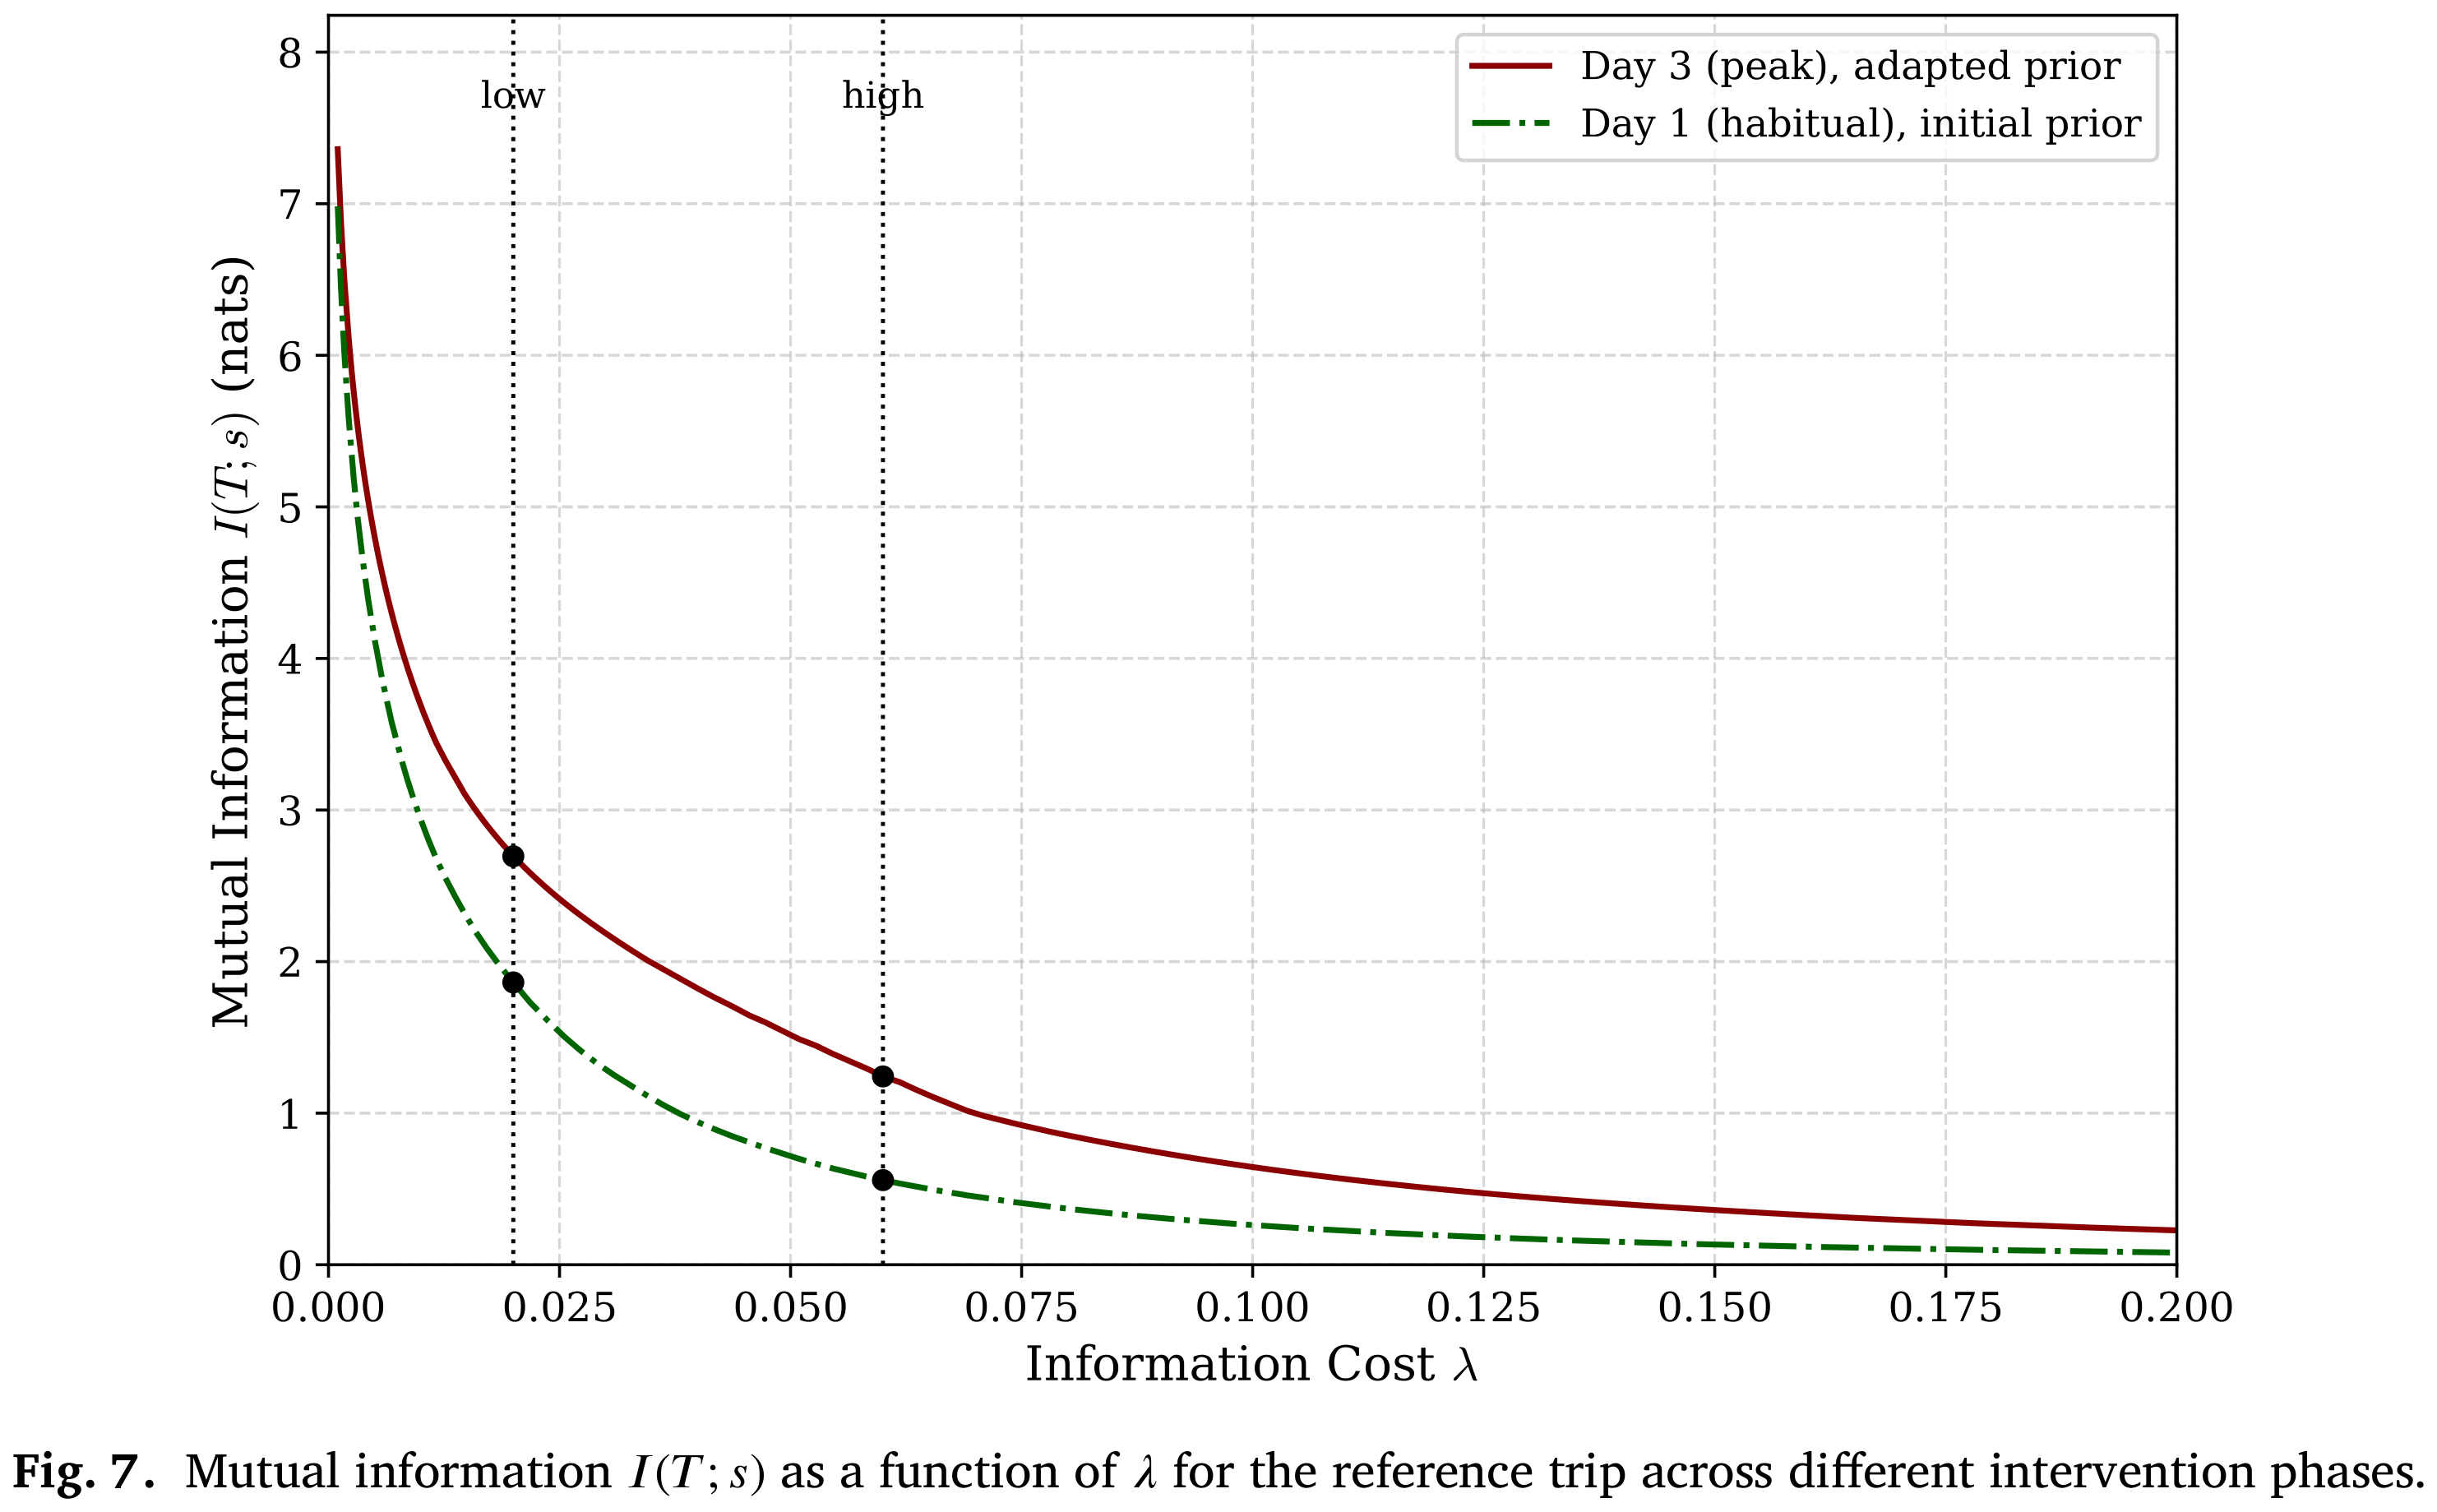 8
7
6
5
4
3
2
1
0
Mutual Information I(T; s) (nats)
low
high
Day 3 (peak), adapted prior
Day 1 (habitual), initial prior
0.000 0.025 0.050 0.075 0.100 0.125 0.150 0.175 0.200
Information Cost λ
Fig. 7. Mutual information I(T; s) as a function of λ for the reference trip across different intervention phases.